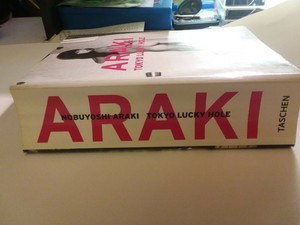 ARAKI
TOKYO LUCKY HOLE
ARAKI
NOBUYOSHI ARAKI TOKYO LUCKY HOLE
TASCHEN